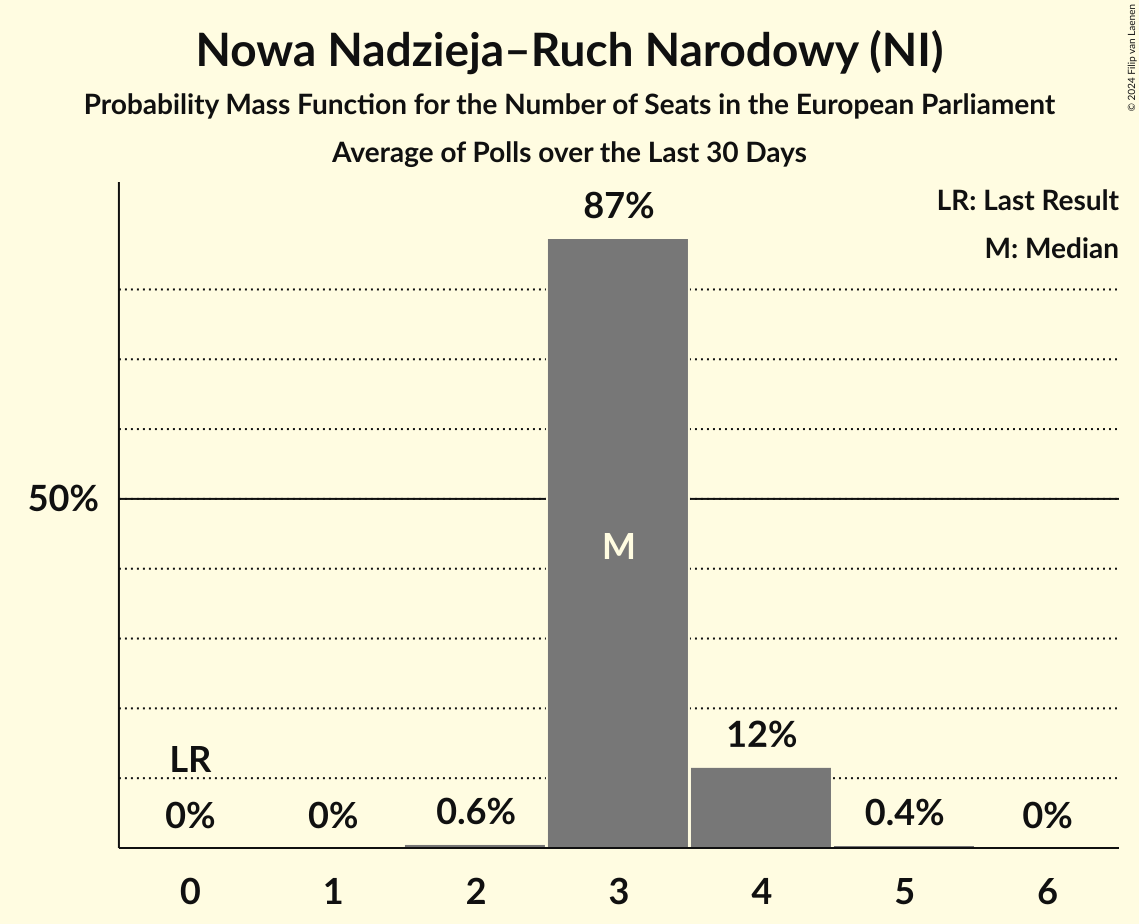 Nowa Nadzieja–Ruch Narodowy (NI)
Probability Mass Function for the Number of Seats in the European Parliament
Average of Polls over the Last 30 Days
© 2024 Filip van Laenen
LR: Last Result
M: Median
87%
50%
M
12%
LR
0%
0%
0.6%
0.4%
0%
0
1
2
3
4
5
6